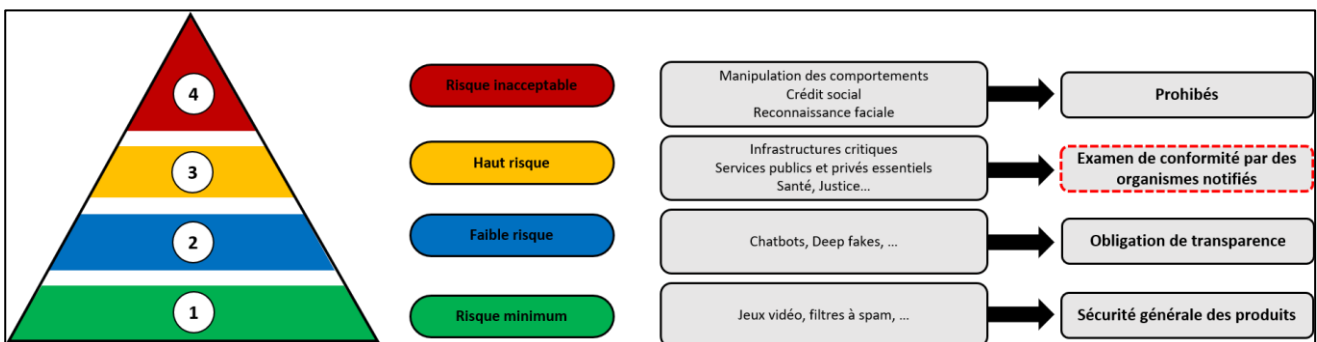 4
Risque inacceptable
Manipulation des comportements
Crédit social
Reconnaissance faciale
Prohibés
3
Haut risque
Infrastructures critiques
Services publics et privés essentiels
Santé, Justice...
Examen de conformité par des
organismes notifiés
2
Faible risque
Chatbots, Deep fakes, ...
Obligation de transparence
1
Risque minimum
Jeux vidéo, filtres à spam, ...
Sécurité générale des produits